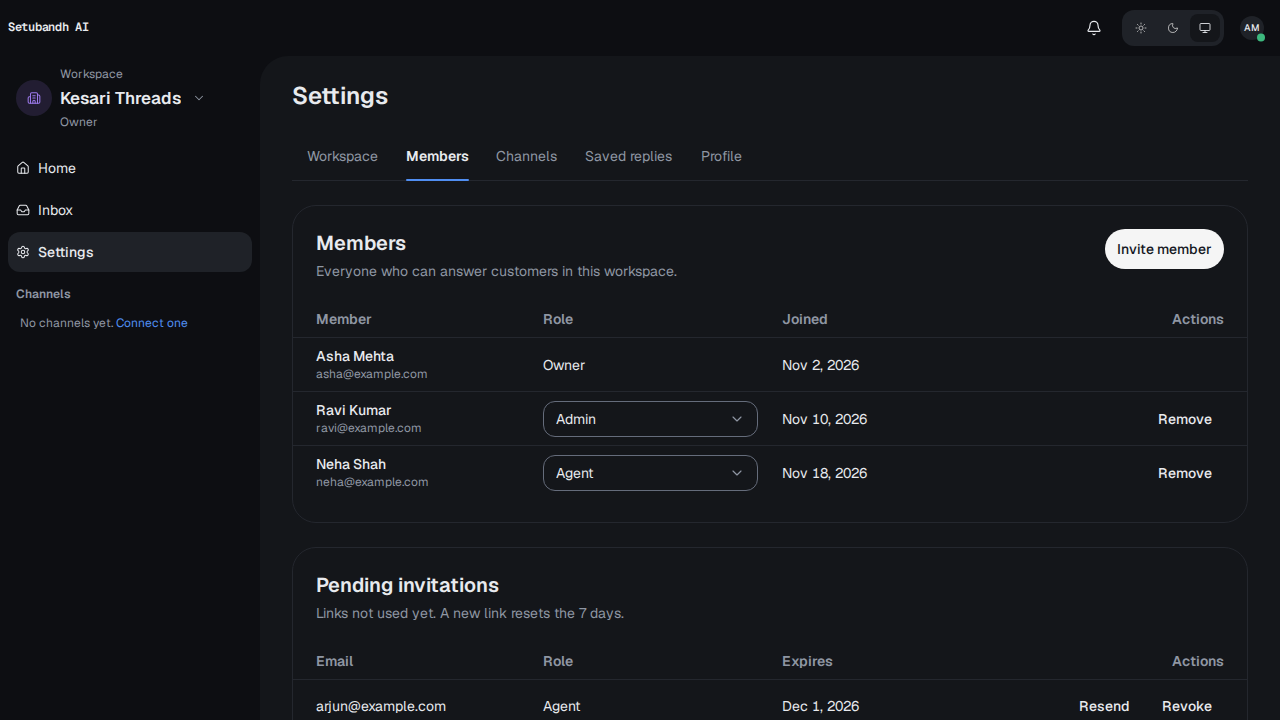 Setubandh AI
AM
Workspace
Kesari Threads
Owner
Home
Inbox
Settings
Channels
No channels yet. Connect one
Settings
Workspace Members Channels Saved replies Profile
Members
Everyone who can answer customers in this workspace.
Invite member
Member Role Joined Actions
Asha Mehta
asha@example.com
Owner Nov 2, 2026
Ravi Kumar
ravi@example.com
Admin Nov 10, 2026 Remove
Neha Shah
neha@example.com
Agent Nov 18, 2026 Remove
Pending invitations
Links not used yet. A new link resets the 7 days.
Email Role Expires Actions
arjun@example.com Agent Dec 1, 2026 Resend Revoke